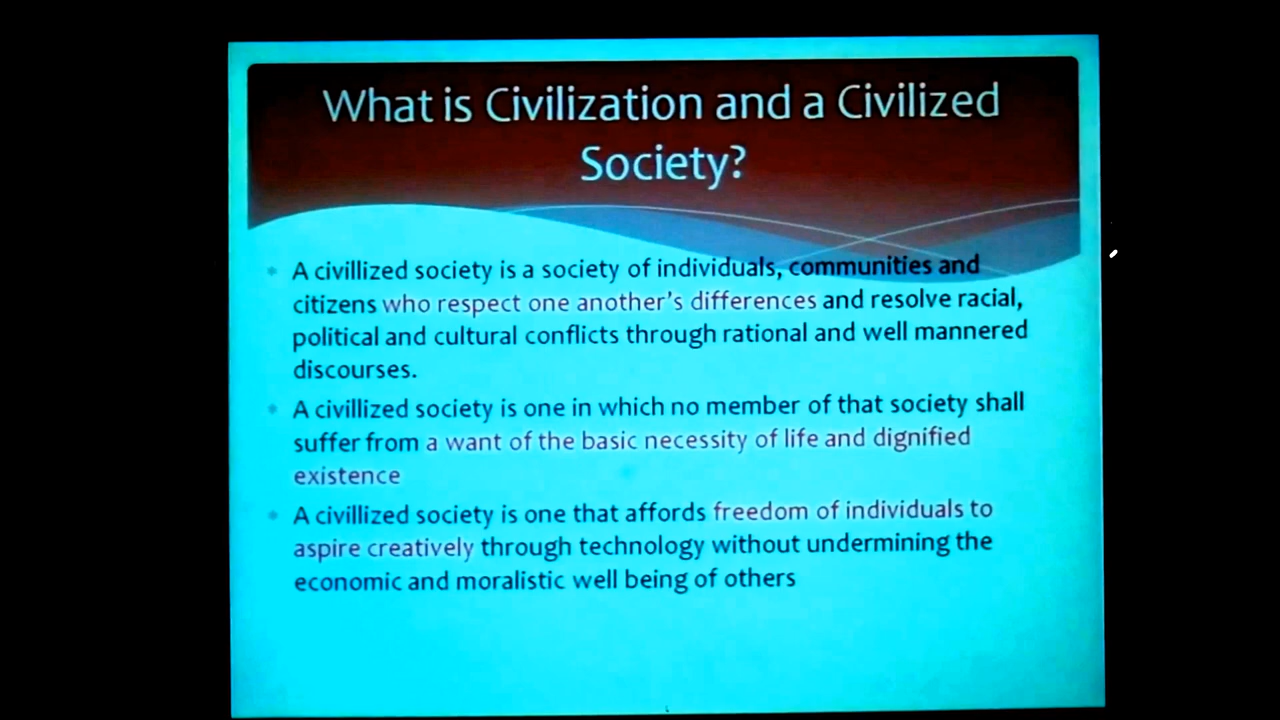 What is Civilization and a Civilized
Society?
A civillized society is a society of individuals, communities and
citizens who respect one another's differences and resolve racial,
political and cultural conflicts through rational and well mannered
discourses.
A civillized society is one in which no member of that society shall
suffer from a want of the basic necessity of life and dignified
existence
A civillized society is one that affords freedom of individuals to
aspire creatively through technology without undermining the
economic and moralistic well being of others